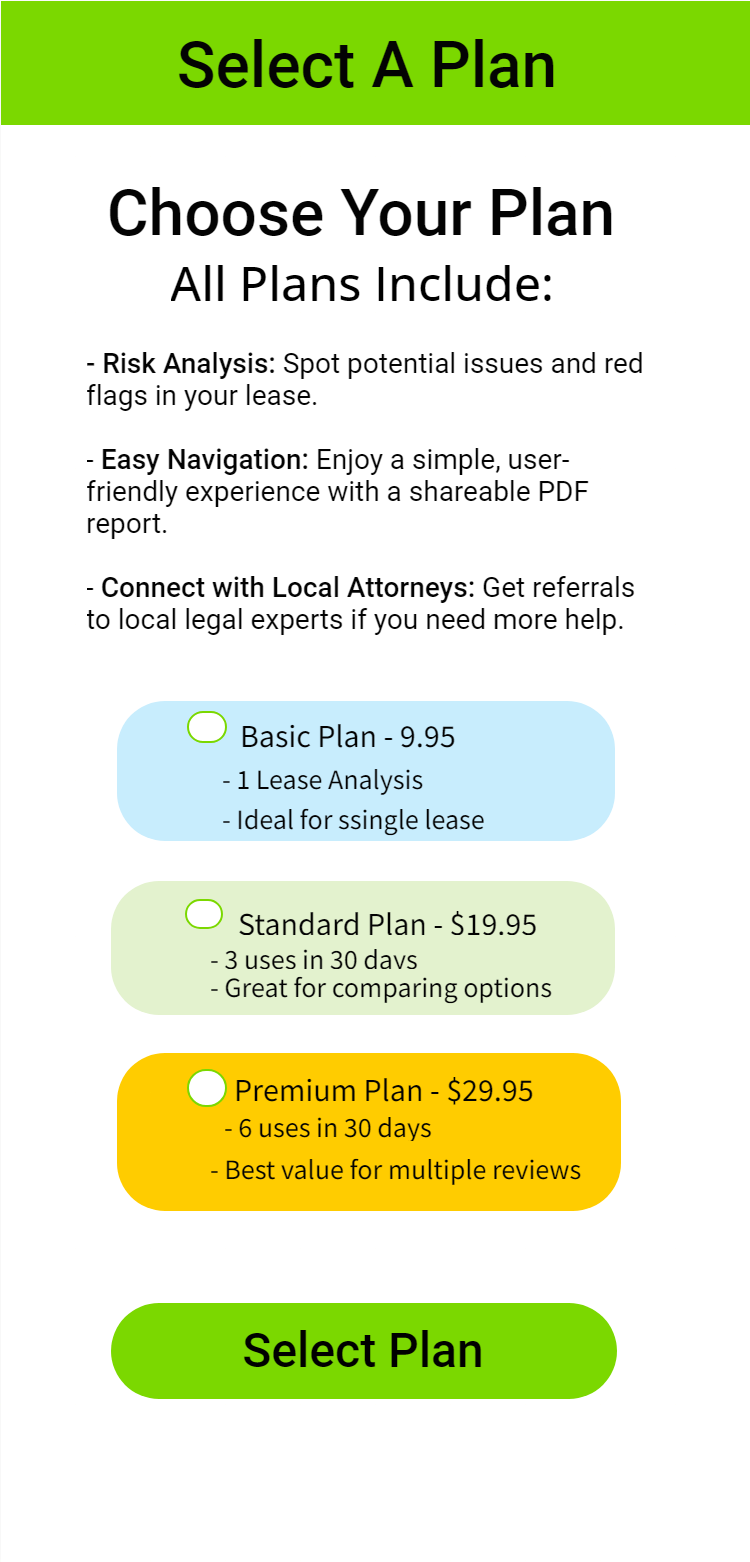 Select A Plan
Choose Your Plan
All Plans Include:
- Risk Analysis: Spot potential issues and red
flags in your lease.
- Easy Navigation: Enjoy a simple, user-
friendly experience with a shareable PDF
report.
- Connect with Local Attorneys: Get referrals
to local legal experts if you need more help.
Basic Plan - 9.95
- 1 Lease Analysis
- Ideal for ssingle lease
Standard Plan - $19.95
- 3 uses in 30 days
- Great for comparing options
Premium Plan - $29.95
- 6 uses in 30 days
- Best value for multiple reviews
Select Plan